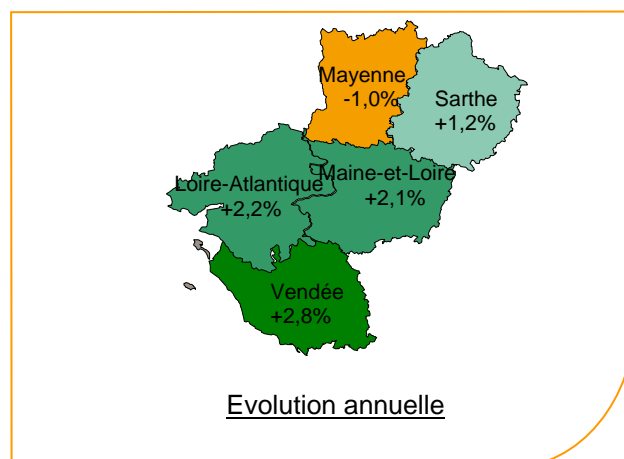 Mayenne
-1,0%
Sarthe
+1,2%
Loire-Atlantique
+2,2%
Maine-et-Loire
+2,1%
Vendée
+2,8%
Evolution annuelle